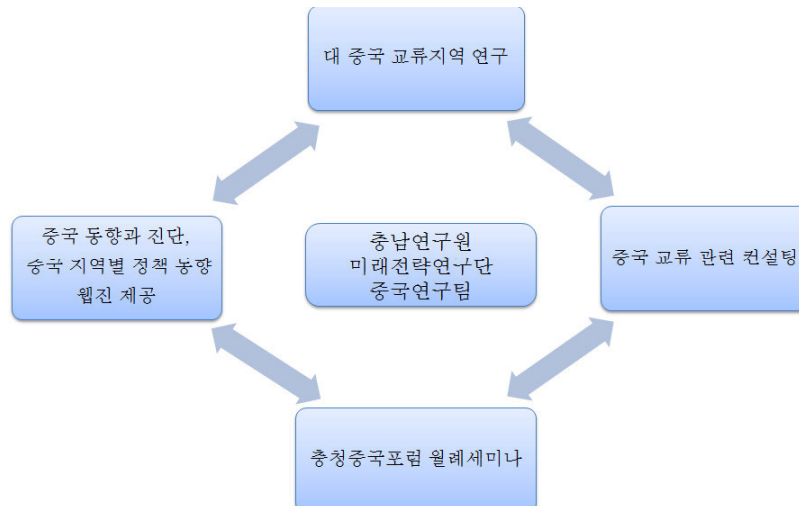 대 중국 교류지역 연구
중국 동향과 진단,
중국 지역별 정책 동향
웹진 제공
충남연구원
미래전략연구단
중국연구팀
중국 교류 관련 컨설팅
충청중국포럼 월례세미나